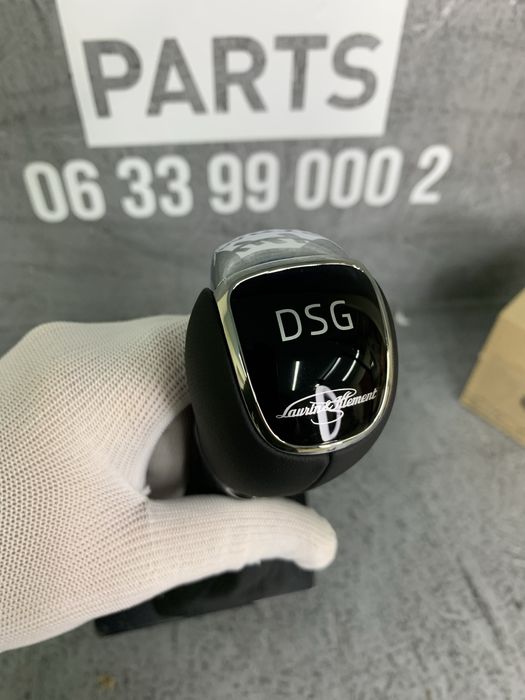 PARTS
06 33 99 000 2
DSG
Laurin & Klement